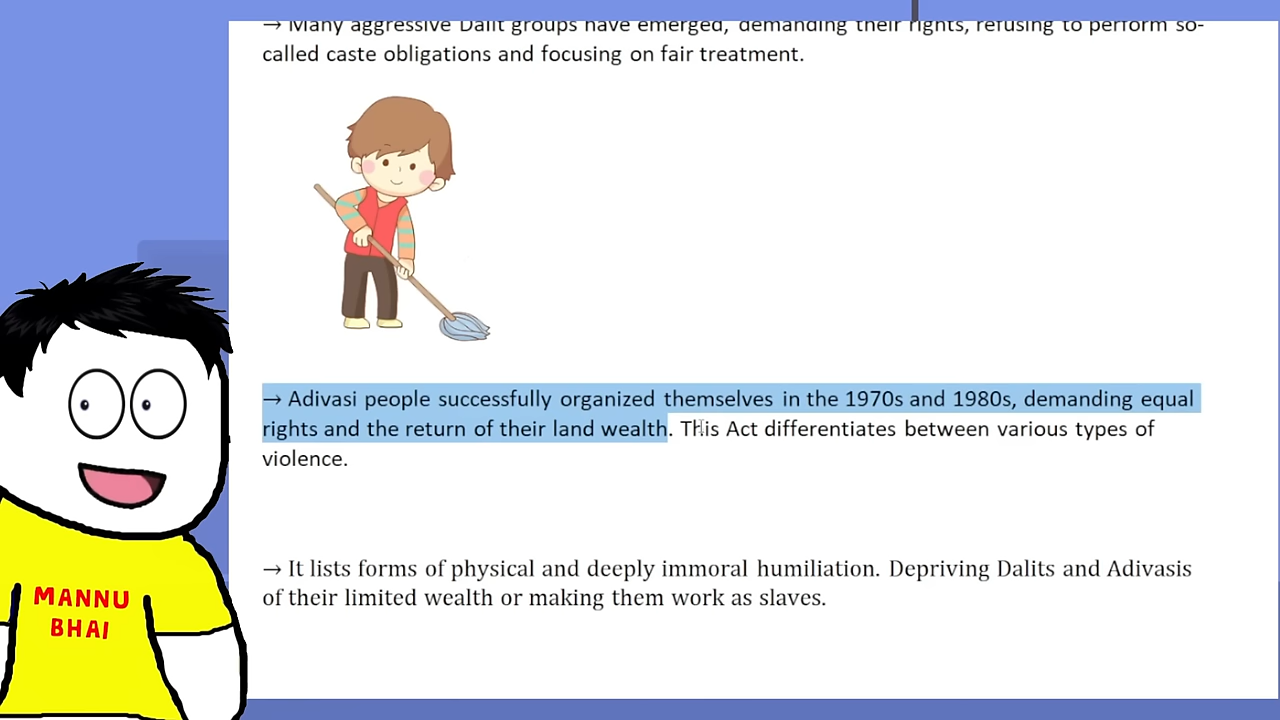 → Many aggressive Dalit groups have emerged, demanding their rights, refusing to perform so-
called caste obligations and focusing on fair treatment.
→ Adivasi people successfully organized themselves in the 1970s and 1980s, demanding equal
rights and the return of their land wealth. This Act differentiates between various types of
violence.
→ It lists forms of physical and deeply immoral humiliation. Depriving Dalits and Adivasis
of their limited wealth or making them work as slaves.
MANNU
BHAI